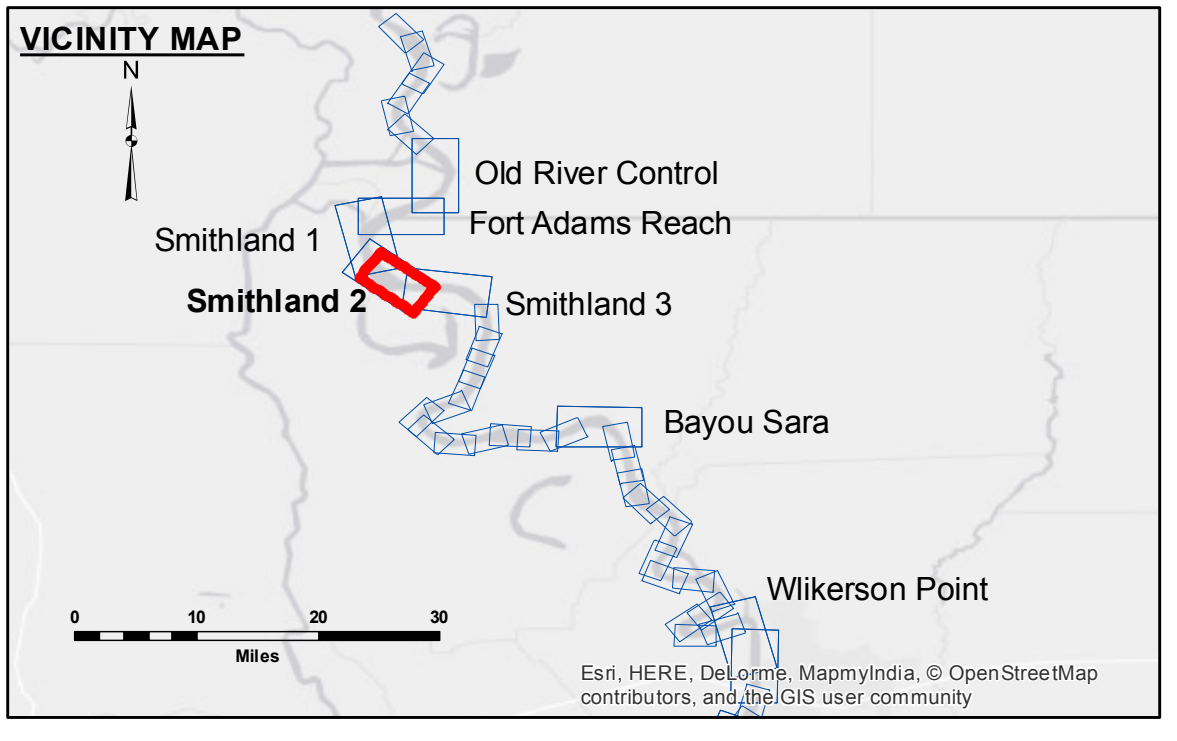 VICINITY MAP
N
Old River Control
Fort Adams Reach
Smithland 1
Smithland 2
Smithland 3
Bayou Sara
Wlikerson Point
0 10 20 30
Miles
Esri, HERE, DeLorme, MapmyIndia, © OpenStreetMap
contributors, and the GIS user community